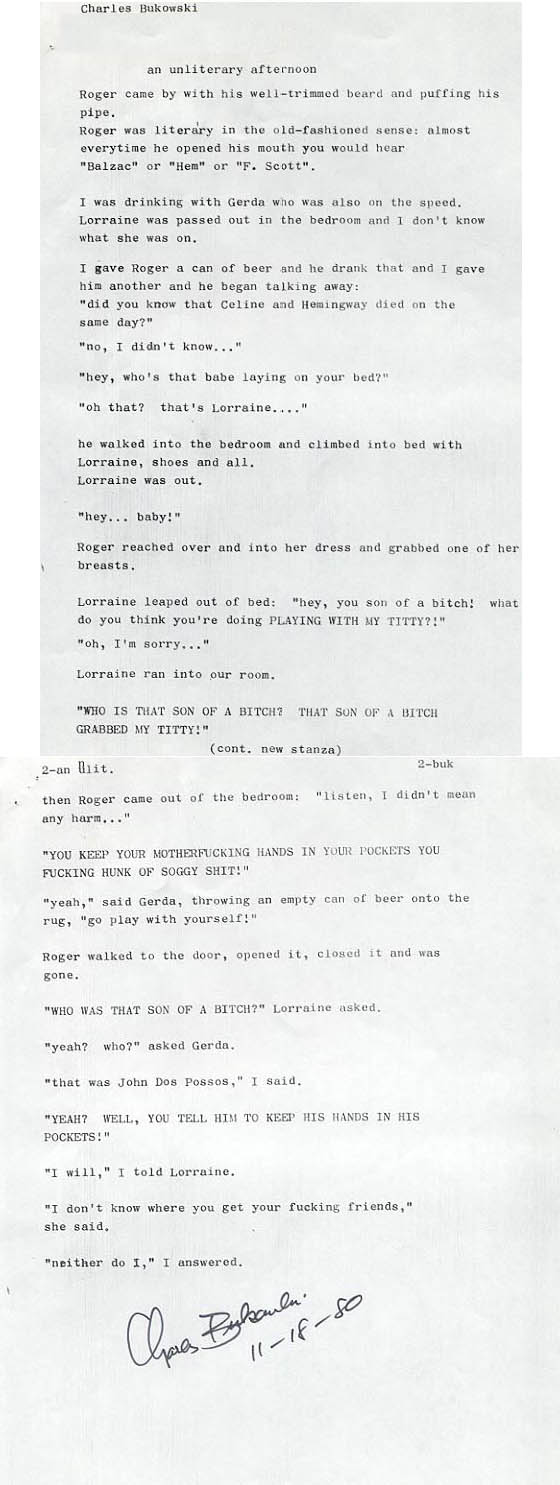 Charles Bukowski
an unliterary afternoon
Roger came by with his well-trimmed beard and puffing his
pipe.
Roger was literary in the old-fashioned sense: almost
everytime he opened his mouth you would hear
"Balzac" or "Hem" or "F. Scott".
I was drinking with Gerda who was also on the speed.
Lorraine was passed out in the bedroom and I don't know
what she was on.
I gave Roger a can of beer and he drank that and I gave
him another and he began talking away:
"did you know that Celine and Hemingway died on the
same day?"
"no, I didn't know..."
"hey, who's that babe laying on your bed?"
"oh that?  that's Lorraine...."
he walked into the bedroom and climbed into bed with
Lorraine, shoes and all.
Lorraine was out.
"hey... baby!"
Roger reached over and into her dress and grabbed one of her
breasts.
Lorraine leaped out of bed:  "hey, you son of a bitch!  what
do you think you're doing PLAYING WITH MY TITTY?!"
"oh, I'm sorry..."
Lorraine ran into our room.
"WHO IS THAT SON OF A BITCH?  THAT SON OF A BITCH
GRABBED MY TITTY!"
(cont. new stanza)
2-an Ulit.                    2-buk
then Roger came out of the bedroom:  "listen, I didn't mean
any harm..."
"YOU KEEP YOUR MOTHERFUCKING HANDS IN YOUR POCKETS YOU
FUCKING HUNK OF SOGGY SHIT!"
"yeah," said Gerda, throwing an empty can of beer onto the
rug, "go play with yourself!"
Roger walked to the door, opened it, closed it and was
gone.
"WHO WAS THAT SON OF A BITCH?" Lorraine asked.
"yeah?  who?" asked Gerda.
"that was John Dos Possos," I said.
"YEAH?  WELL, YOU TELL HIM TO KEEP HIS HANDS IN HIS
POCKETS!"
"I will," I told Lorraine.
"I don't know where you get your fucking friends,"
she said.
"neither do I," I answered.
Charles Bukowski
11-18-80